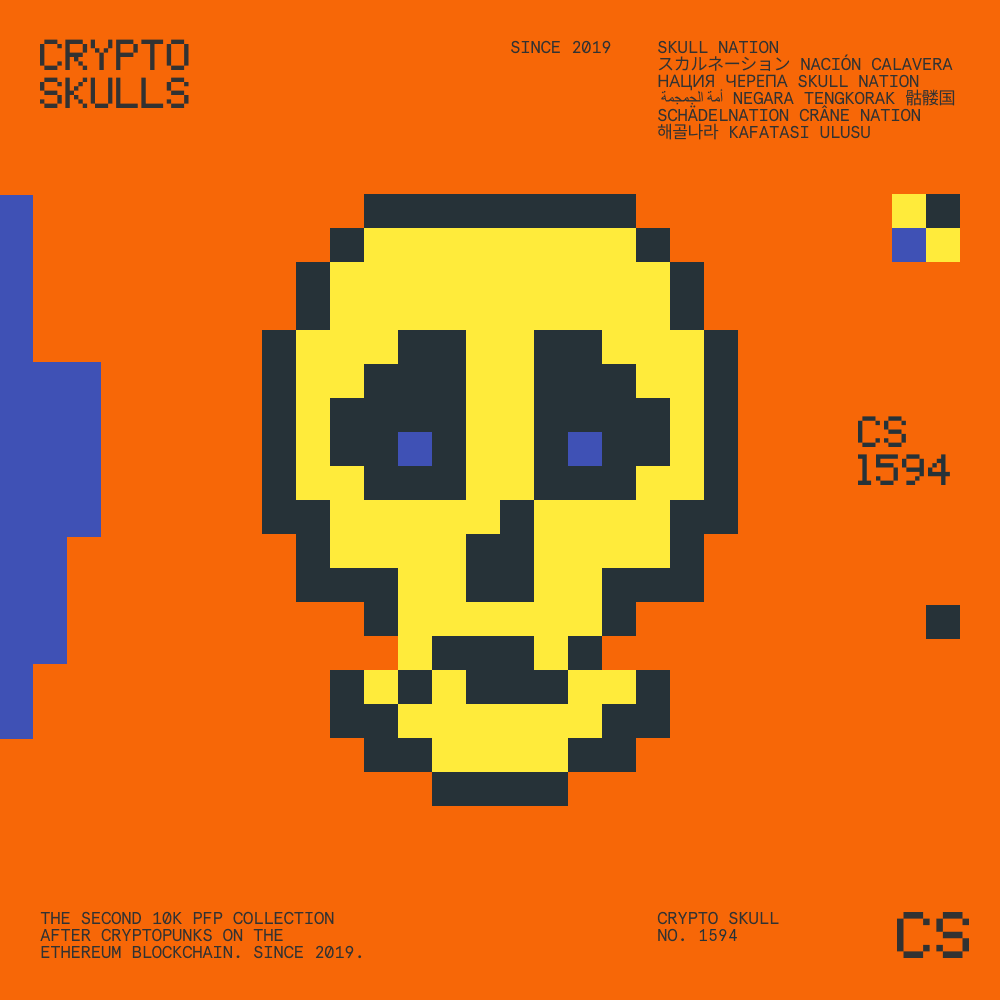 CRYPTO
SKULLS
SINCE 2019
SKULL NATION
スカルネーション NACIÓN CALAVERA
НАЦИЯ ЧЕРЕПА SKULL NATION
أمة الجمجمة NEGARA TENGKORAK 骷髅国
SCHÄDELNATION CRÂNE NATION
해골나라 KAFATASI ULUSU
CS
1594
THE SECOND 10K PFP COLLECTION
AFTER CRYPTOPUNKS ON THE
ETHEREUM BLOCKCHAIN. SINCE 2019.
CRYPTO SKULL
NO. 1594
CS